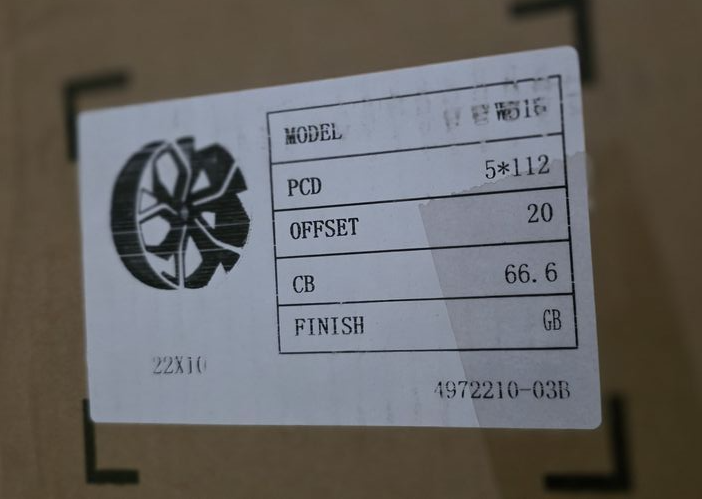 MODEL
PCD 5*112
OFFSET 20
CB 66.6
FINISH GB
22X10
4972210-03B